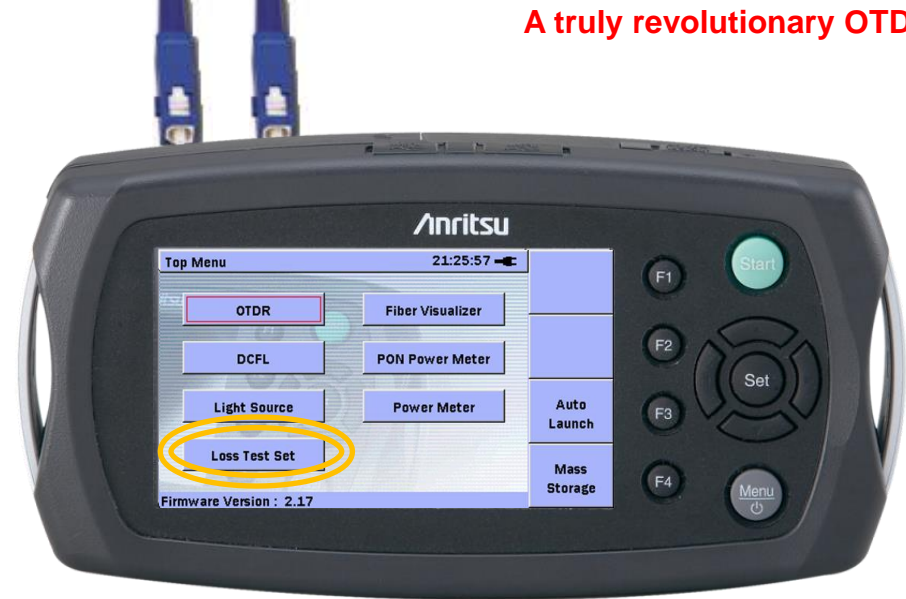 A truly revolutionary OTD
Anritsu
Top Menu 21:25:57
OTDR Fiber Visualizer
DCFL PON Power Meter
Light Source Power Meter
Loss Test Set
Firmware Version : 2.17
Auto
Launch
Mass
Storage
F1
Start
F2
Set
F3
F4
Menu